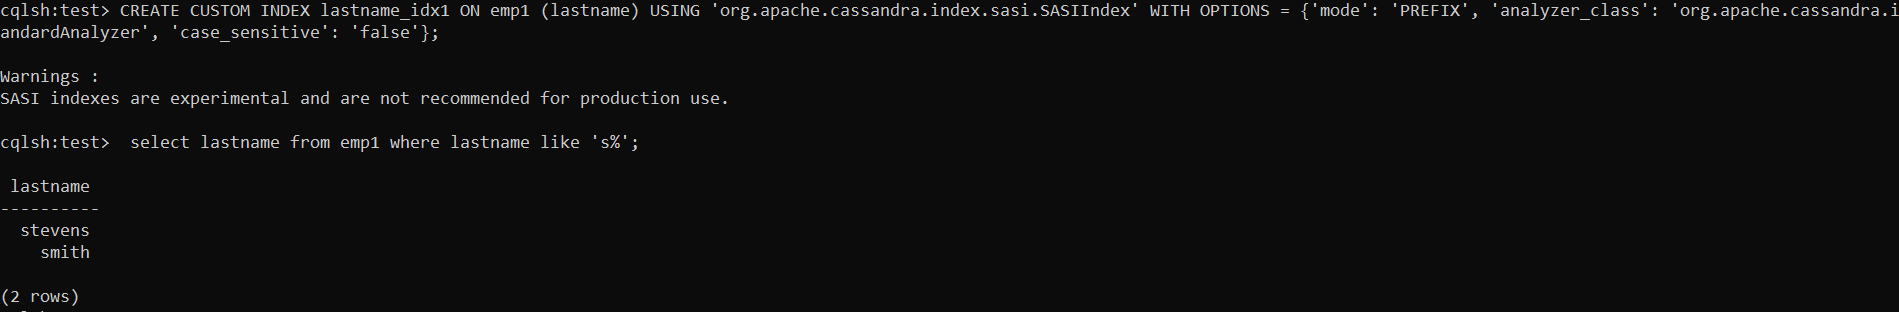 cqlsh:test> CREATE CUSTOM INDEX lastname_idx1 ON emp1 (lastname) USING 'org.apache.cassandra.index.sasi.SASIIndex' WITH OPTIONS = {'mode': 'PREFIX', 'analyzer_class': 'org.apache.cassandra.i
andardAnalyzer', 'case_sensitive': 'false'};
Warnings :
SASI indexes are experimental and are not recommended for production use.
cqlsh:test>  select lastname from emp1 where lastname like 's%';
lastname
----------
stevens
smith
(2 rows)